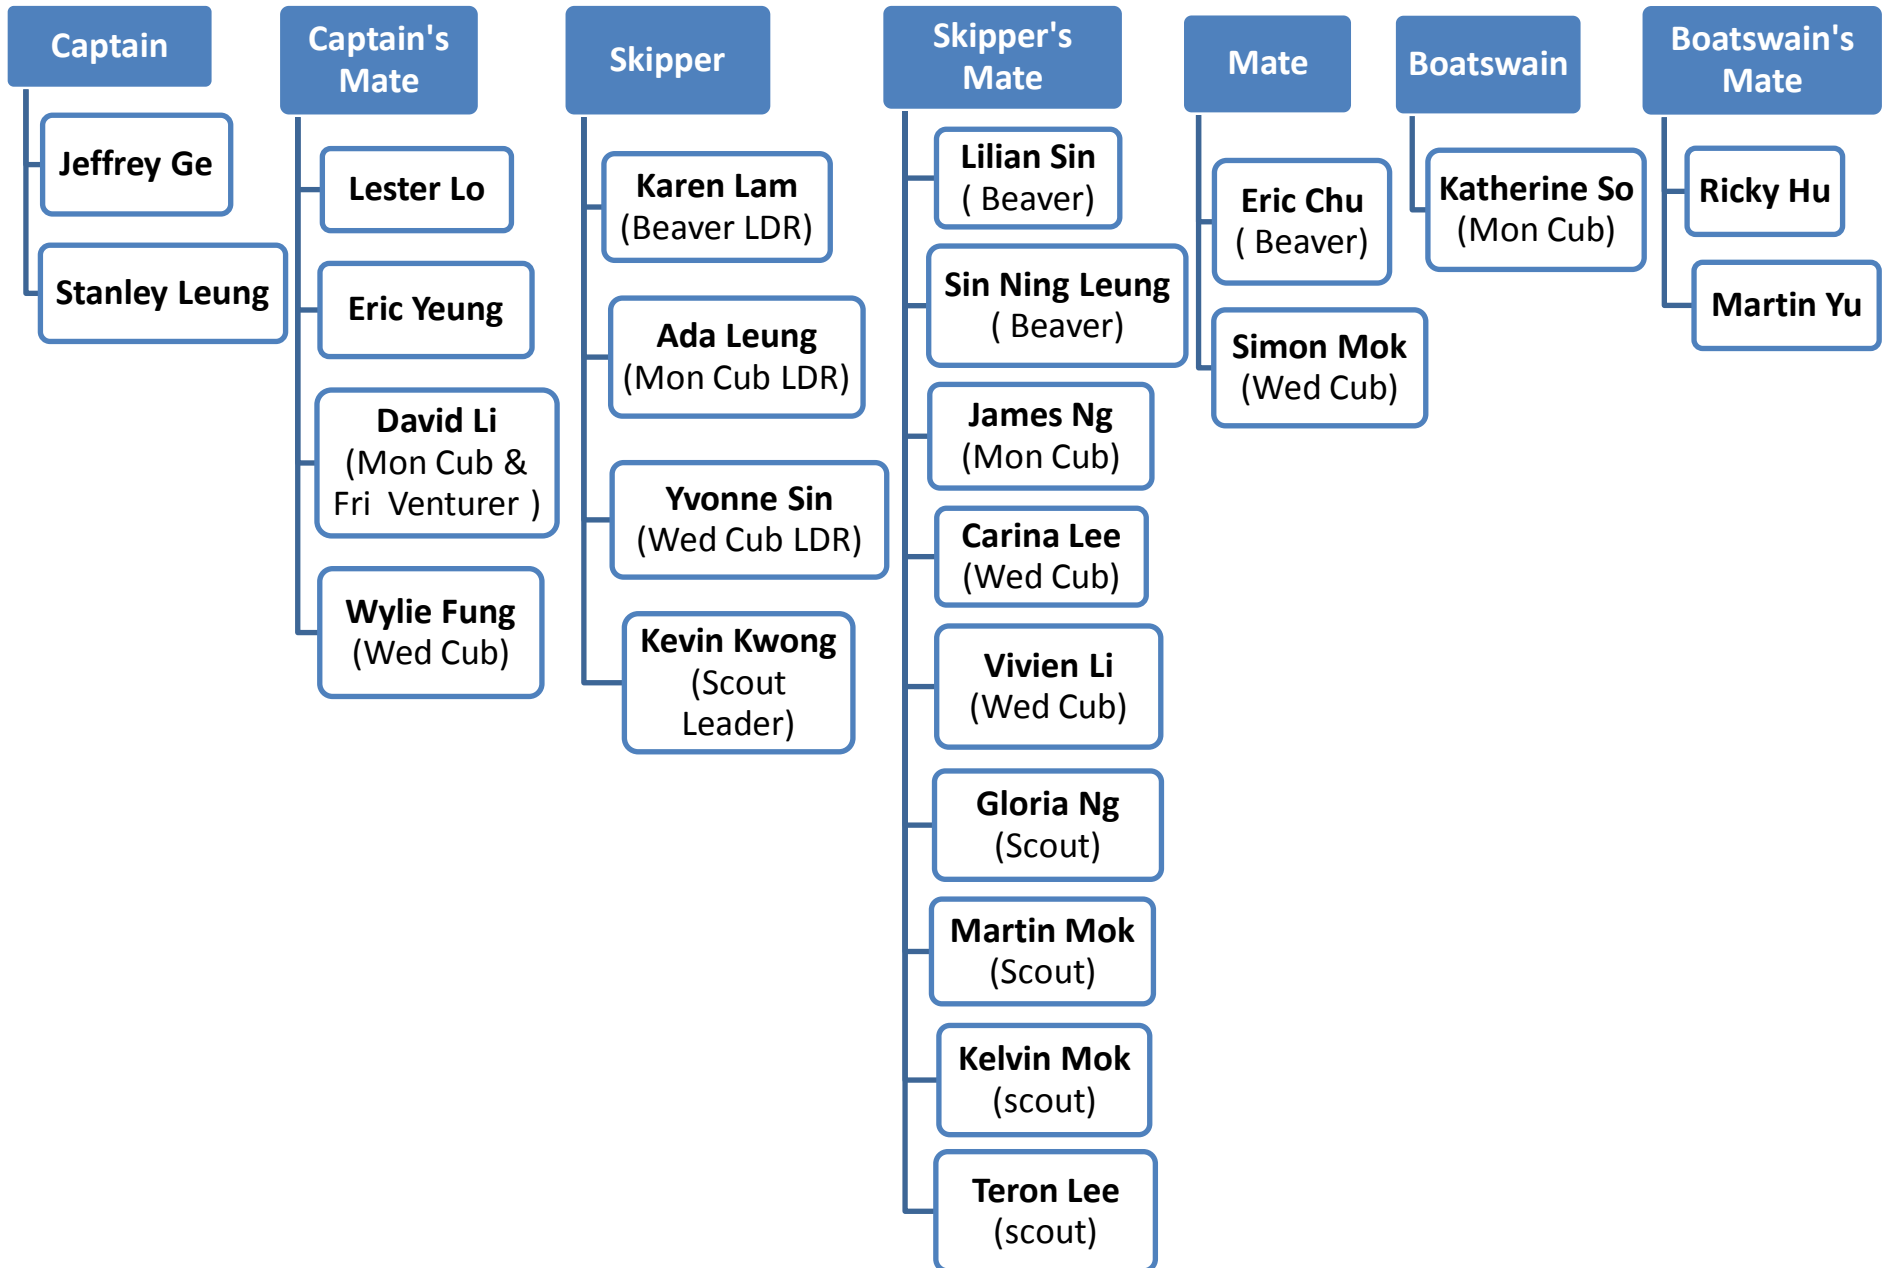 Captain
Jeffrey Ge
Stanley Leung
Captain's
Mate
Lester Lo
Eric Yeung
David Li
(Mon Cub &
Fri  Venturer )
Wylie Fung
(Wed Cub)
Skipper
Karen Lam
(Beaver LDR)
Ada Leung
(Mon Cub LDR)
Yvonne Sin
(Wed Cub LDR)
Kevin Kwong
(Scout
Leader)
Skipper's
Mate
Lilian Sin
( Beaver)
Sin Ning Leung
( Beaver)
James Ng
(Mon Cub)
Carina Lee
(Wed Cub)
Vivien Li
(Wed Cub)
Gloria Ng
(Scout)
Martin Mok
(Scout)
Kelvin Mok
(scout)
Teron Lee
(scout)
Mate
Eric Chu
( Beaver)
Simon Mok
(Wed Cub)
Boatswain
Katherine So
(Mon Cub)
Boatswain's
Mate
Ricky Hu
Martin Yu